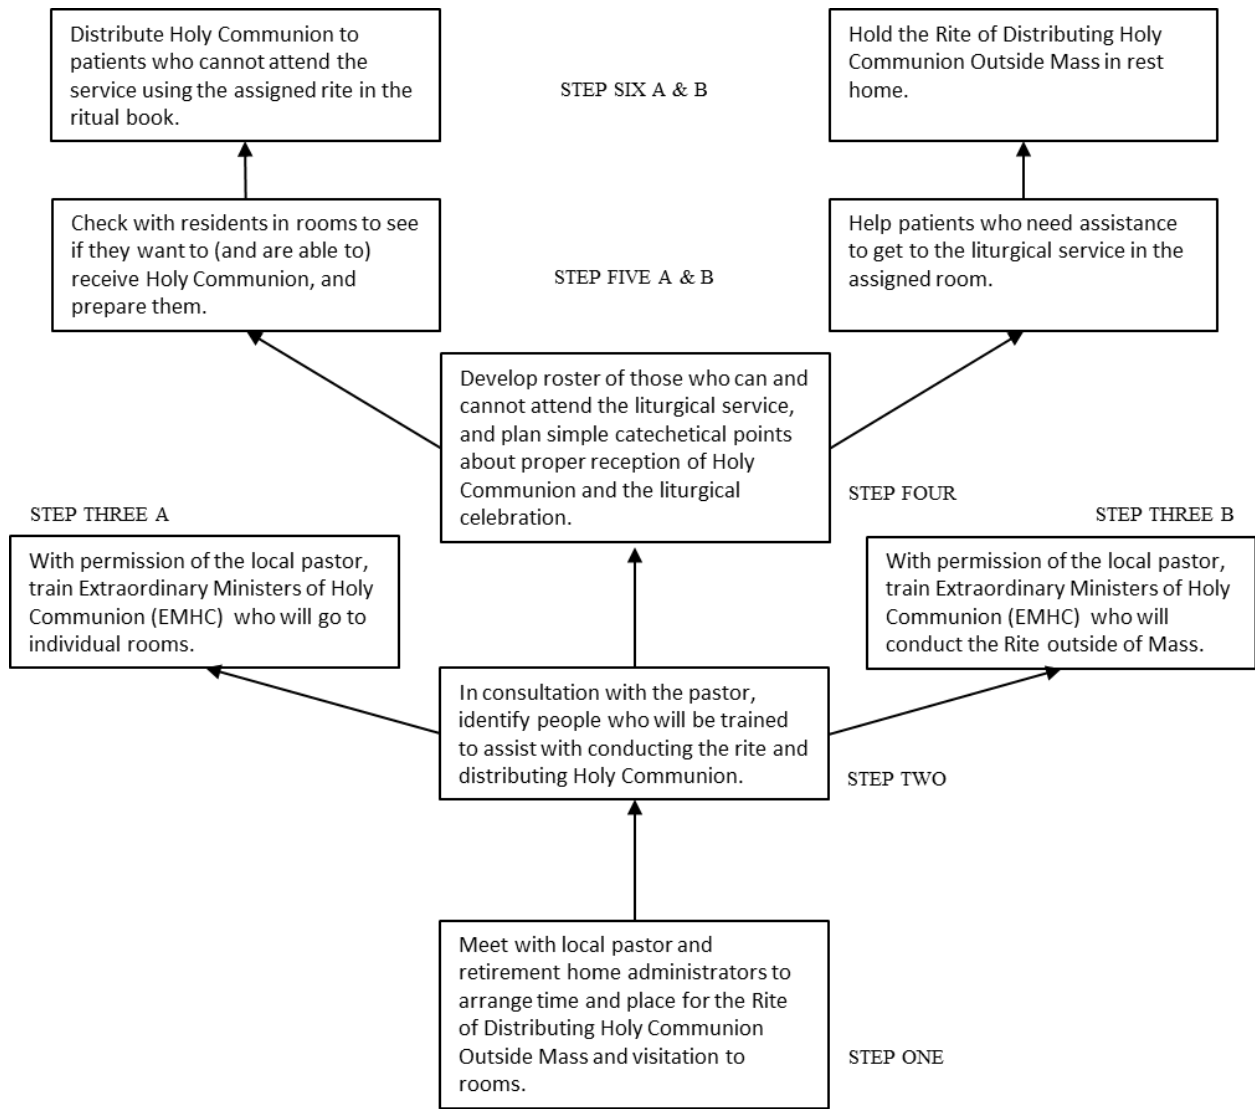 Distribute Holy Communion to
patients who cannot attend the
service using the assigned rite in the
ritual book.
STEP SIX A & B
Hold the Rite of Distributing Holy
Communion Outside Mass in rest
home.
Check with residents in rooms to see
if they want to (and are able to)
receive Holy Communion, and
prepare them.
STEP FIVE A & B
Help patients who need assistance
to get to the liturgical service in the
assigned room.
Develop roster of those who can and
cannot attend the liturgical service,
and plan simple catechetical points
about proper reception of Holy
Communion and the liturgical
celebration.
STEP FOUR
STEP THREE A
With permission of the local pastor,
train Extraordinary Ministers of Holy
Communion (EMHC)  who will go to
individual rooms.
STEP THREE B
With permission of the local pastor,
train Extraordinary Ministers of Holy
Communion (EMHC)  who will
conduct the Rite outside of Mass.
In consultation with the pastor,
identify people who will be trained
to assist with conducting the rite and
distributing Holy Communion.
STEP TWO
Meet with local pastor and
retirement home administrators to
arrange time and place for the Rite
of Distributing Holy Communion
Outside Mass and visitation to
rooms.
STEP ONE